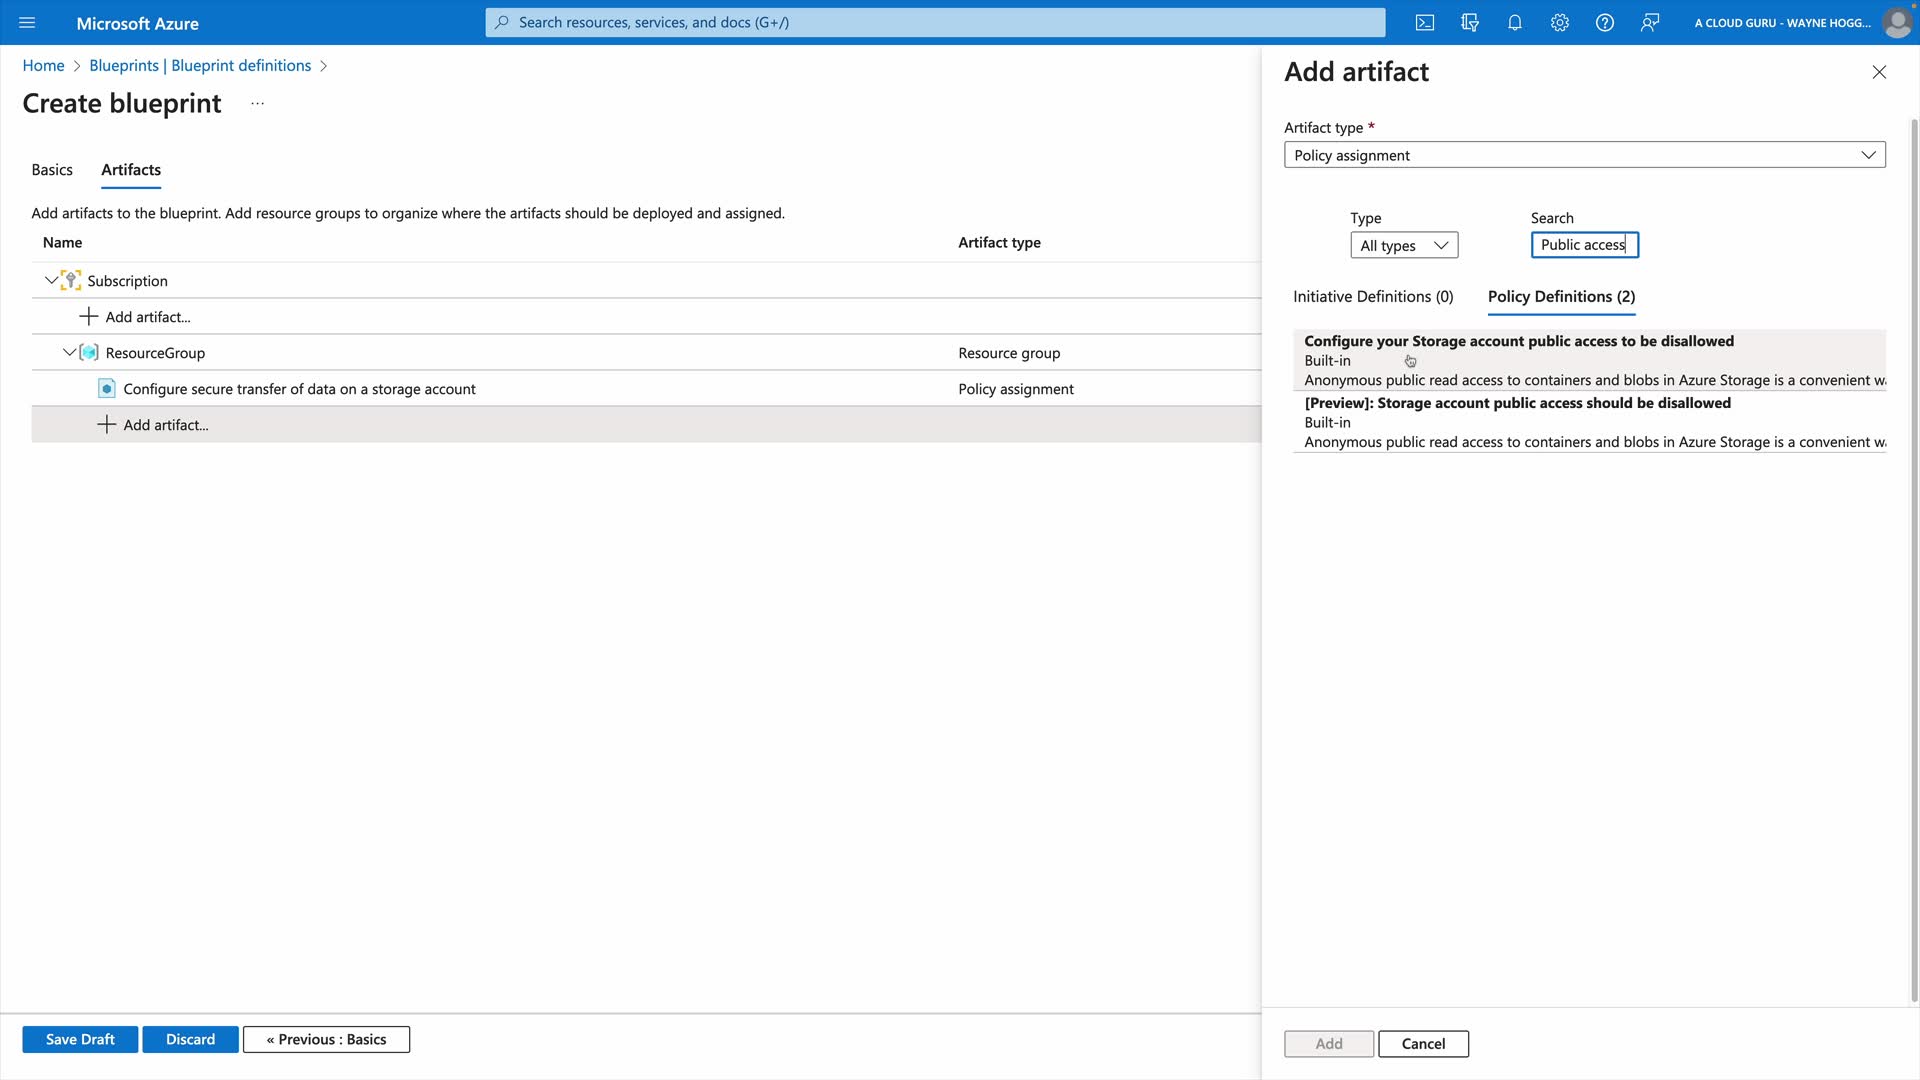 Microsoft Azure
Search resources, services, and docs (G+/)
A CLOUD GURU - WAYNE HOGG...
Home > Blueprints | Blueprint definitions >
Create blueprint ...
Basics
Artifacts
Add artifacts to the blueprint. Add resource groups to organize where the artifacts should be deployed and assigned.
Name
Artifact type
Subscription
Add artifact...
ResourceGroup
Resource group
Configure secure transfer of data on a storage account
Policy assignment
Add artifact...
Save Draft
Discard
« Previous : Basics
Add artifact
Artifact type *
Policy assignment
Type
Search
All types
Public access
Initiative Definitions (0)
Policy Definitions (2)
Configure your Storage account public access to be disallowed
Built-in
Anonymous public read access to containers and blobs in Azure Storage is a convenient w
[Preview]: Storage account public access should be disallowed
Built-in
Anonymous public read access to containers and blobs in Azure Storage is a convenient w
Add
Cancel